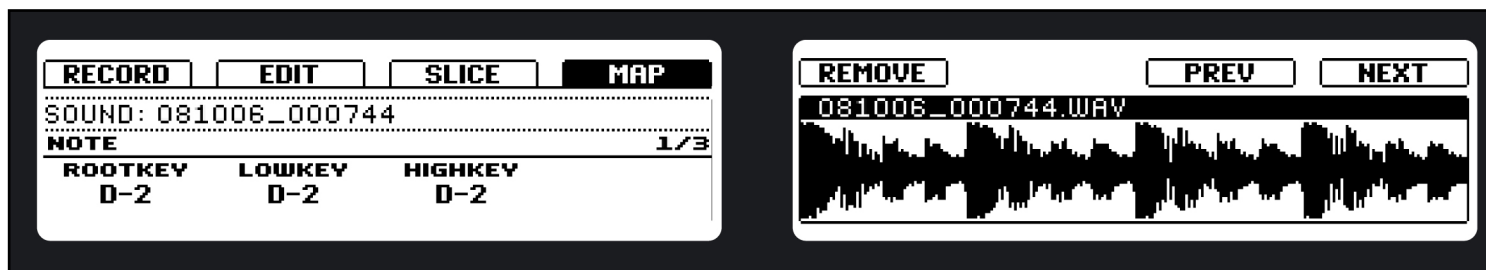 RECORD EDIT SLICE MAP
SOUND: 081006_000744
NOTE 1/3
ROOTKEY LOWKEY HIGHKEY
D-2 D-2 D-2
REMOVE PREV NEXT
081006_000744.WAV